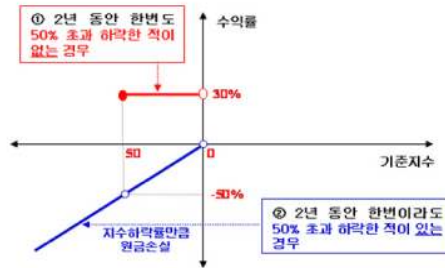 ① 2년 동안 한번도
50% 초과 하락한 적이
없는 경우
수익률
30%
50
0
기준지수
-50%
지수하락률만큼
원금손실
② 2년 동안 한번이라도
50% 초과 하락한 적이 있는
경우